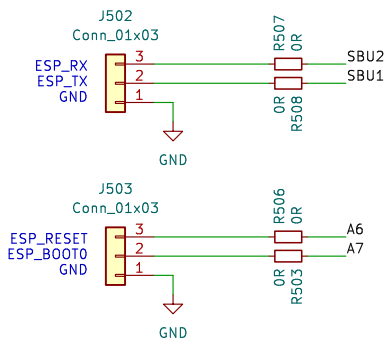 J502
Conn_01x03
R507
0R
ESP_RX
3
SBU2
ESP_TX
2
SBU1
GND
1
0R
R508
GND
J503
Conn_01x03
R506
0R
ESP_RESET
3
A6
ESP_BOOT0
2
A7
GND
1
0R
R503
GND